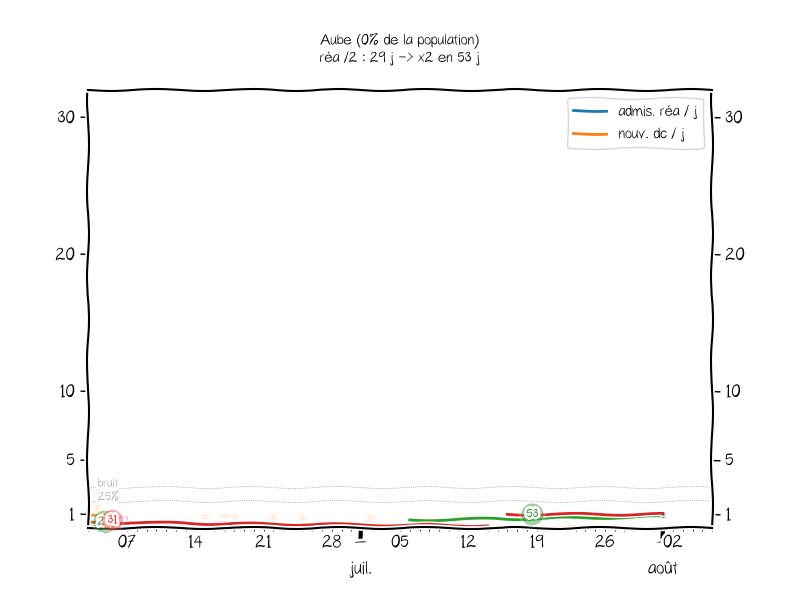 Aube (0% de la population)
réa /2 : 29 j -> x2 en 53 j
admis. réa / j
nouv. dc / j
30
30
20
20
10
10
5
5
bruit
25%
1
31
53
1
07 14 21 28 05 12 19 26 02
juil. août